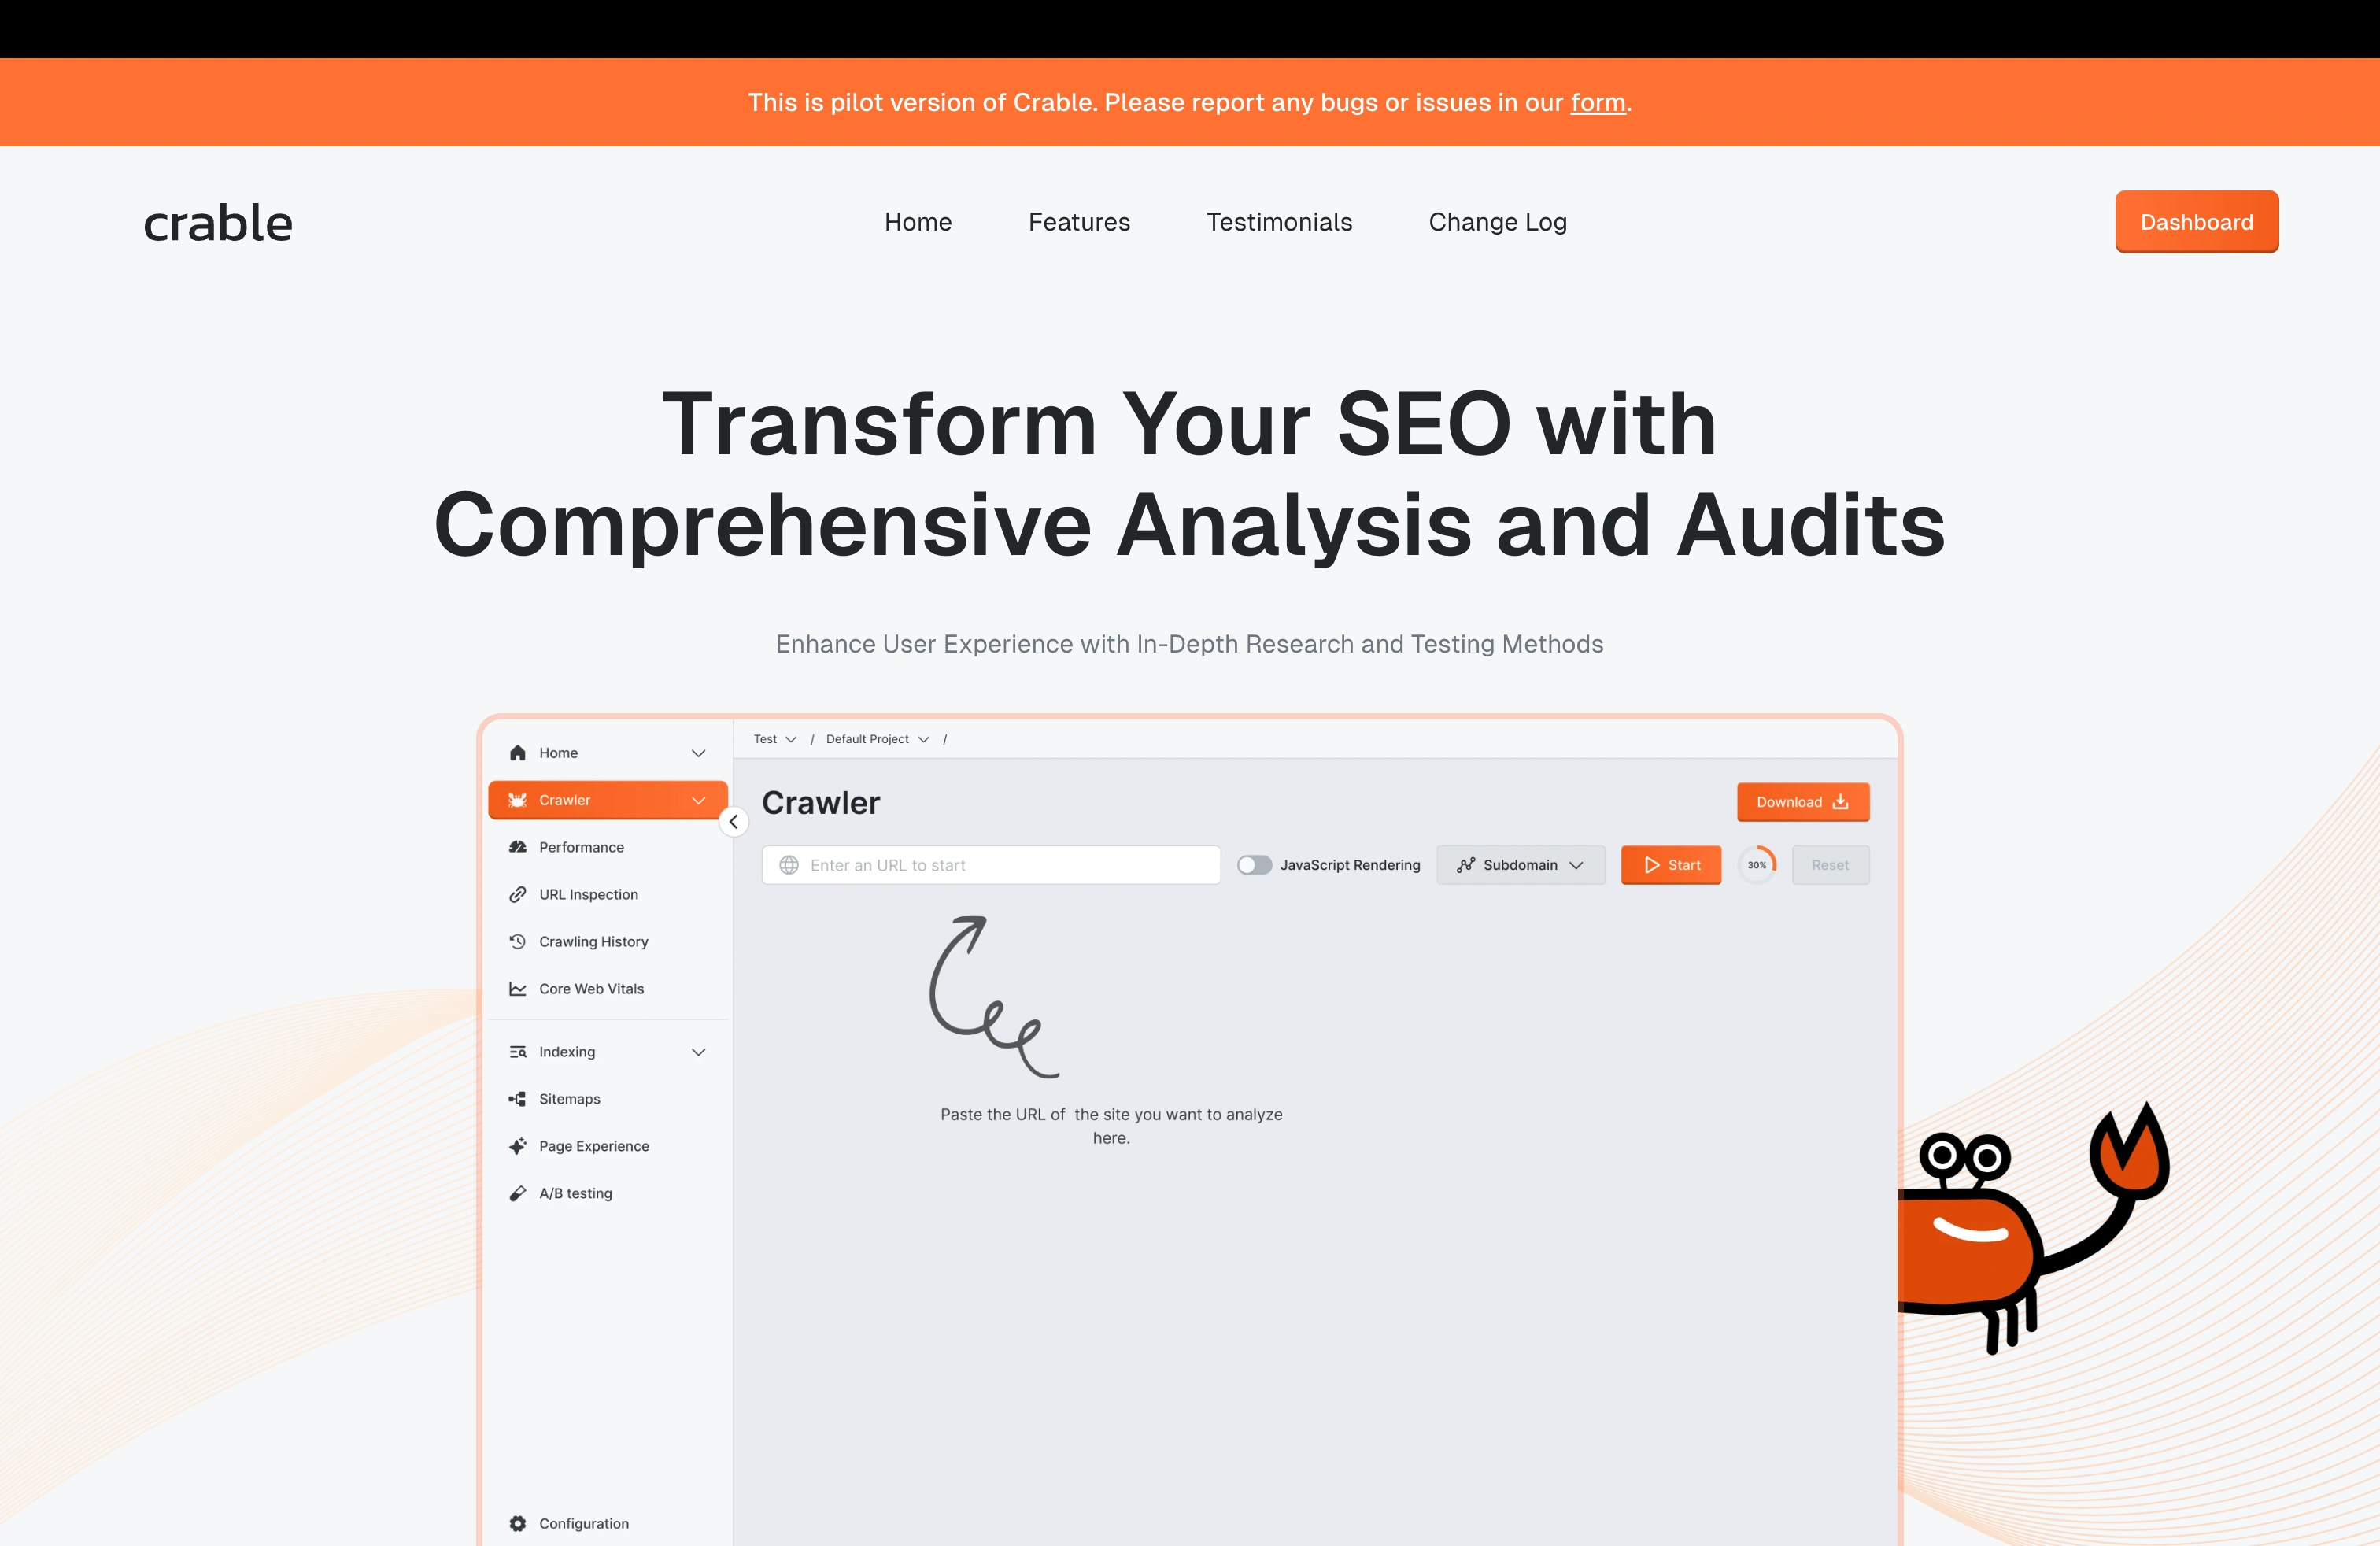 This is pilot version of Crable. Please report any bugs or issues in our form.
crable
Home
Features
Testimonials
Change Log
Dashboard
Transform Your SEO with
Comprehensive Analysis and Audits
Enhance User Experience with In-Depth Research and Testing Methods
Home
Crawler
Performance
URL Inspection
Crawling History
Core Web Vitals
Indexing
Sitemaps
Page Experience
A/B testing
Configuration
Test / Default Project /
Crawler
Download
Enter an URL to start
JavaScript Rendering
Subdomain
Start
30%
Reset
Paste the URL of  the site you want to analyze
here.